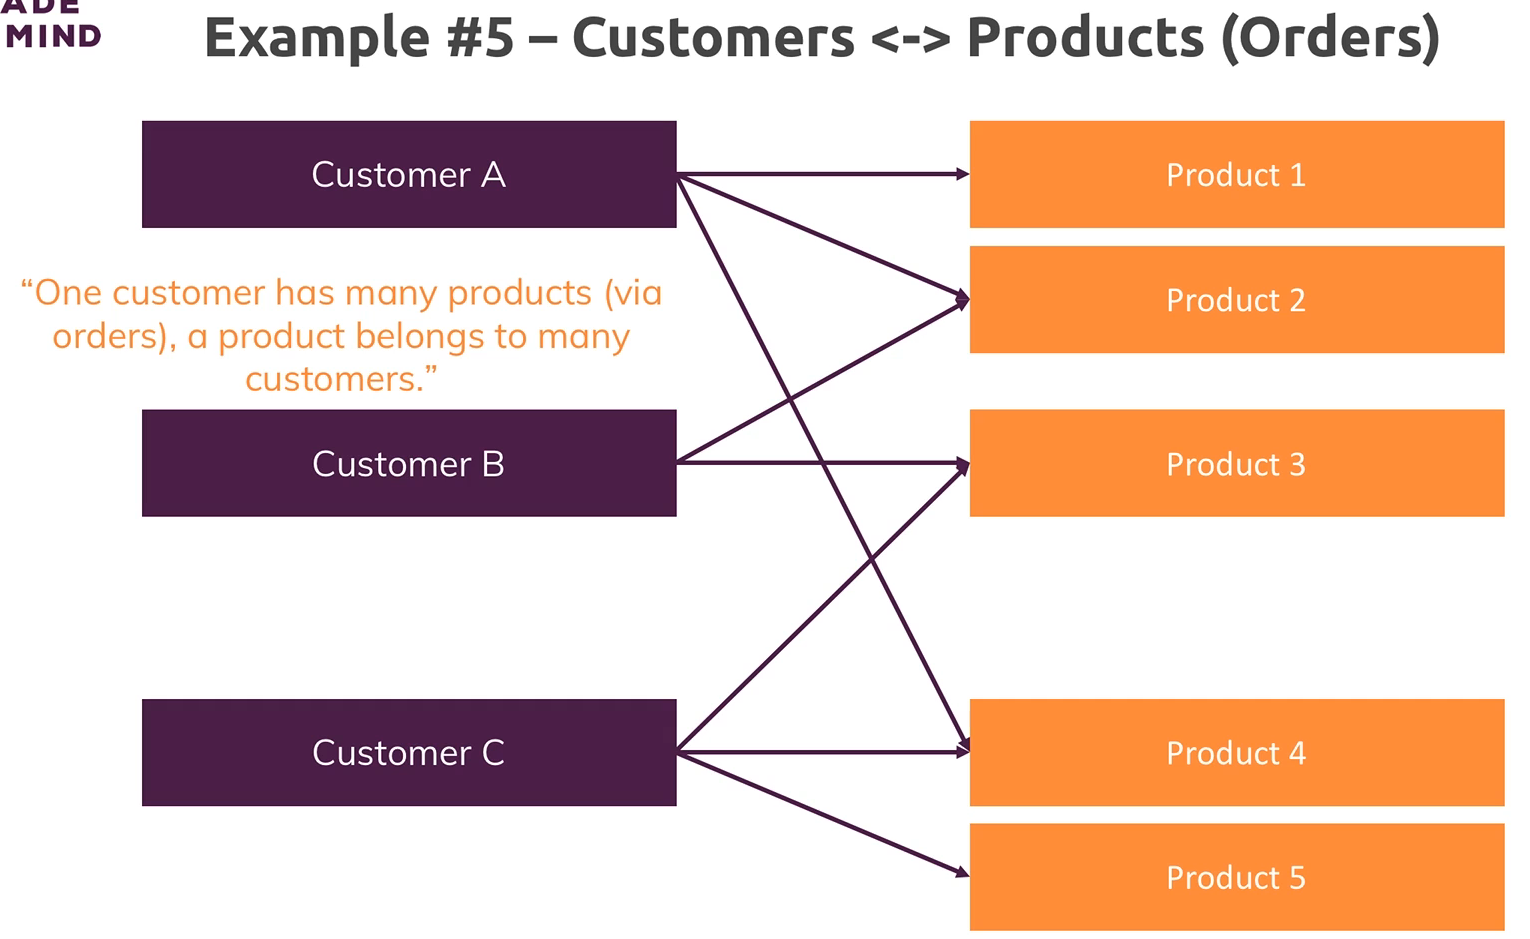 ADE
MIND
Example #5 – Customers <-> Products (Orders)
Customer A
Product 1
“One customer has many products (via
orders), a product belongs to many
customers.”
Product 2
Customer B
Product 3
Customer C
Product 4
Product 5